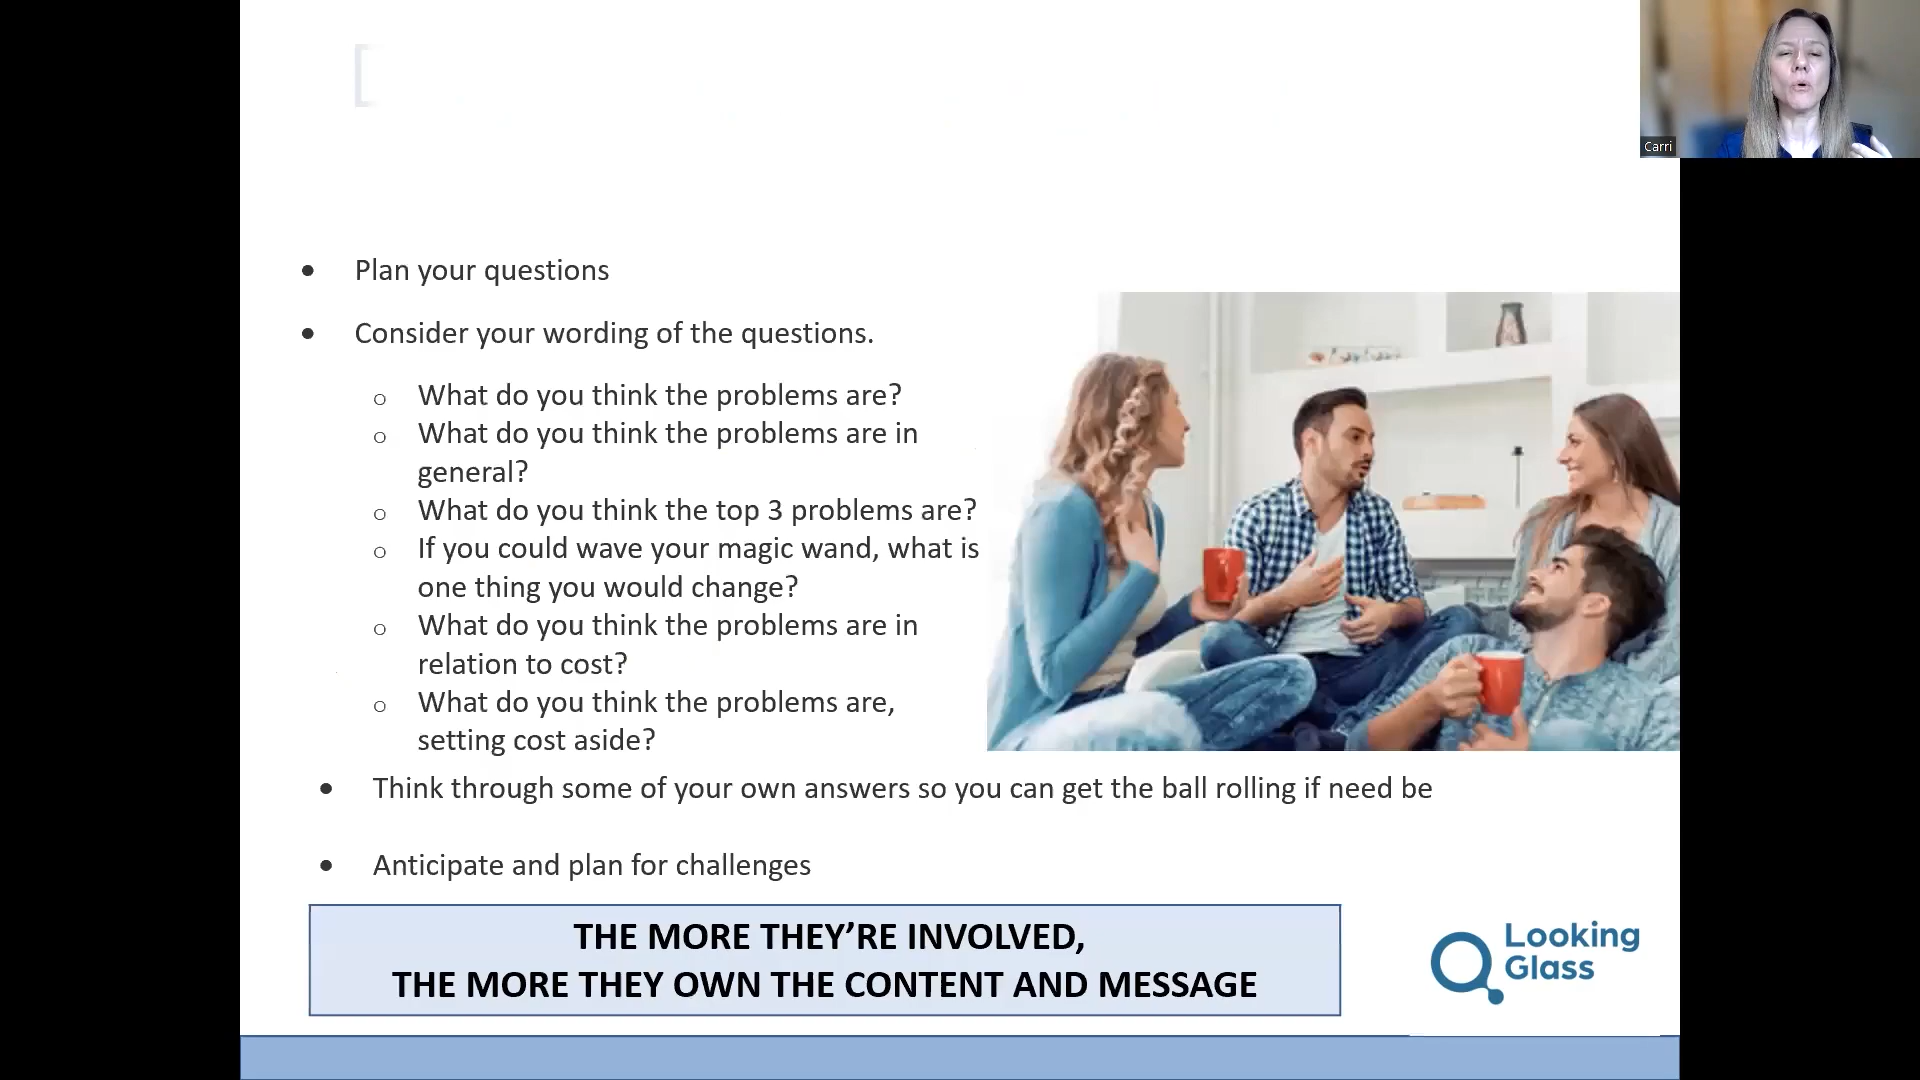 Carri
• Plan your questions
• Consider your wording of the questions.
o What do you think the problems are?
o What do you think the problems are in
general?
o What do you think the top 3 problems are?
o If you could wave your magic wand, what is
one thing you would change?
o What do you think the problems are in
relation to cost?
o What do you think the problems are,
setting cost aside?
• Think through some of your own answers so you can get the ball rolling if need be
• Anticipate and plan for challenges
THE MORE THEY’RE INVOLVED,
THE MORE THEY OWN THE CONTENT AND MESSAGE
Looking
Glass